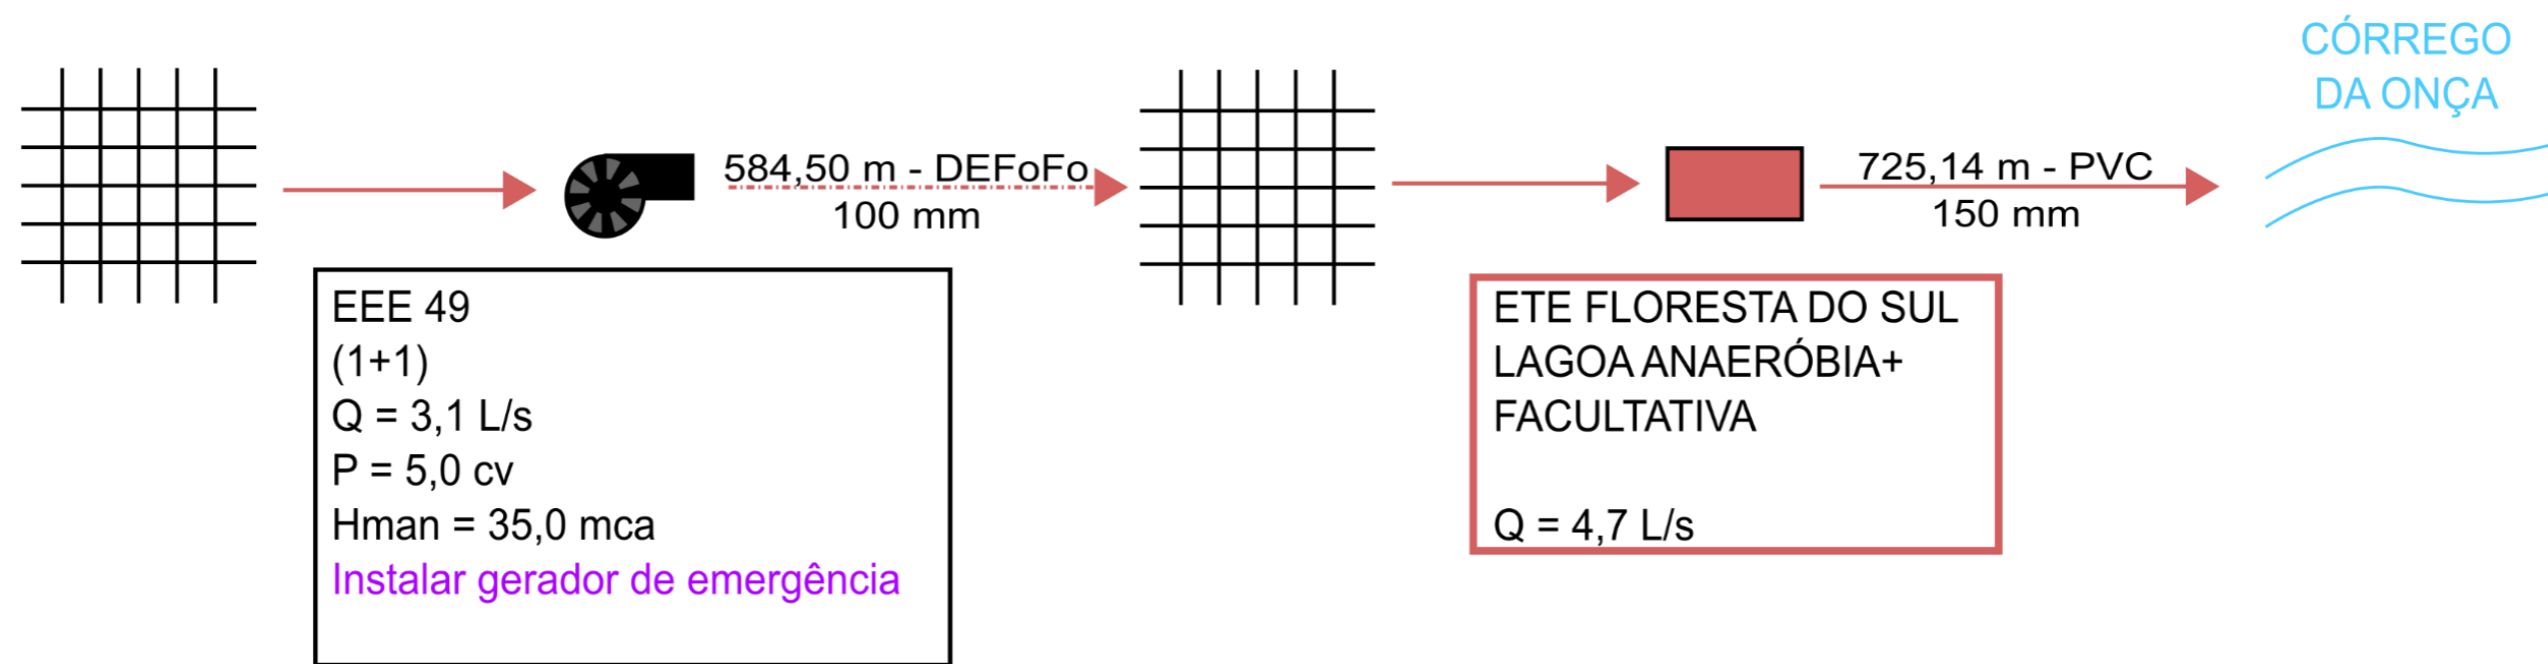 584,50 m - DEFoFo
100 mm
EEE 49
(1+1)
Q = 3,1 L/s
P = 5,0 cv
Hman = 35,0 mca
Instalar gerador de emergência
725,14 m - PVC
150 mm
ETE FLORESTA DO SUL
LAGOA ANAERÓBIA+
FACULTATIVA
Q = 4,7 L/s
CÓRREGO
DA ONÇA